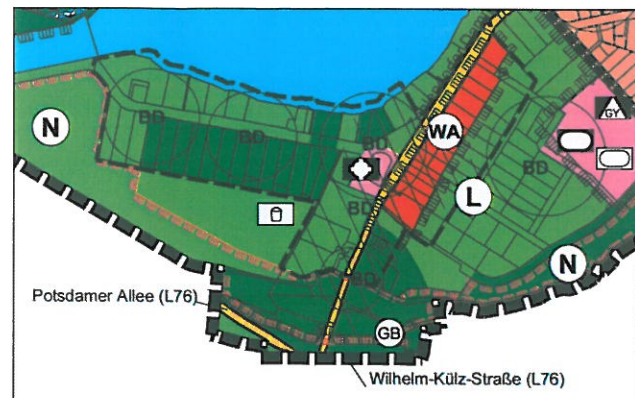 GY
N
BD
BD
BD
WA
BD
L
BD
N
BD
Potsdamer Allee (L76)
GB
Wilhelm-Külz-Straße (L76)